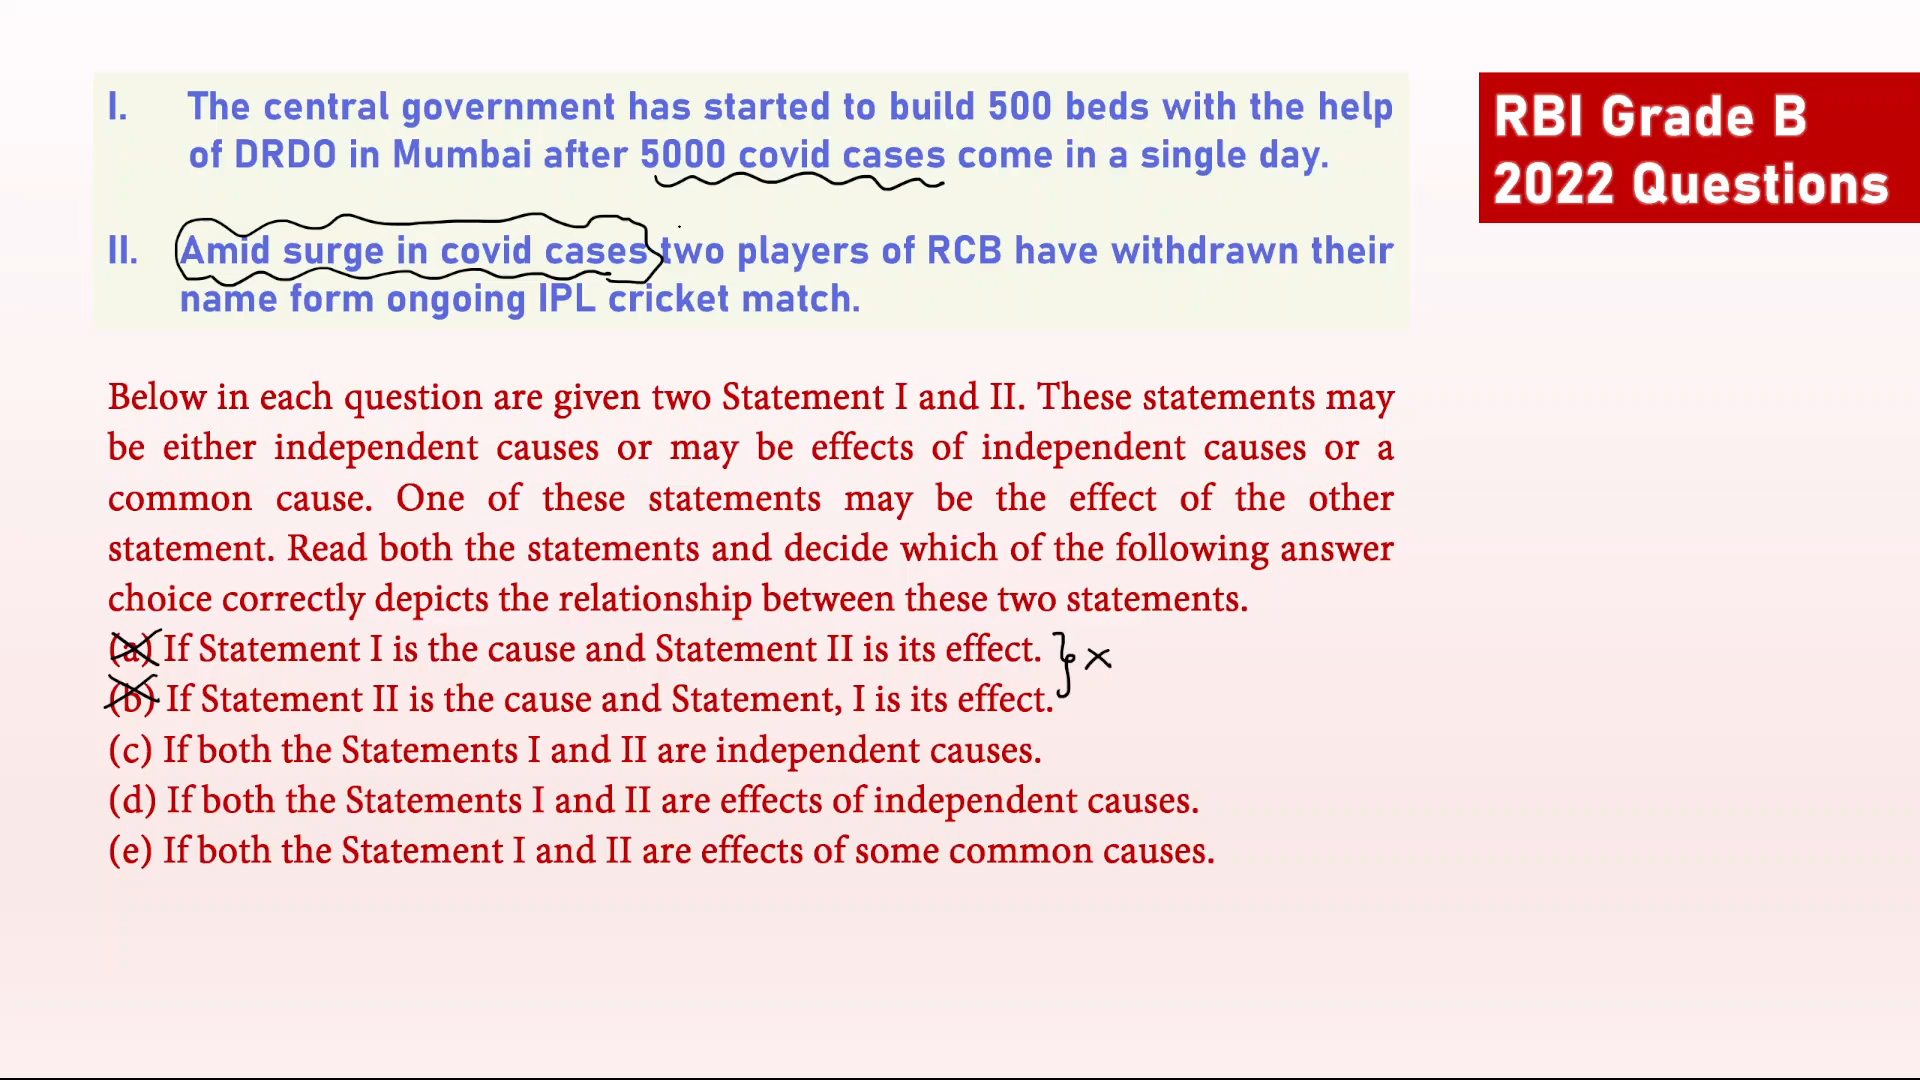 I. The central government has started to build 500 beds with the help
of DRDO in Mumbai after 5000 covid cases come in a single day.
II. Amid surge in covid cases two players of RCB have withdrawn their
name form ongoing IPL cricket match.
RBI Grade B
2022 Questions
Below in each question are given two Statement I and II. These statements may
be either independent causes or may be effects of independent causes or a
common cause. One of these statements may be the effect of the other
statement. Read both the statements and decide which of the following answer
choice correctly depicts the relationship between these two statements.
(a) If Statement I is the cause and Statement II is its effect.
(b) If Statement II is the cause and Statement, I is its effect.
(c) If both the Statements I and II are independent causes.
(d) If both the Statements I and II are effects of independent causes.
(e) If both the Statement I and II are effects of some common causes.